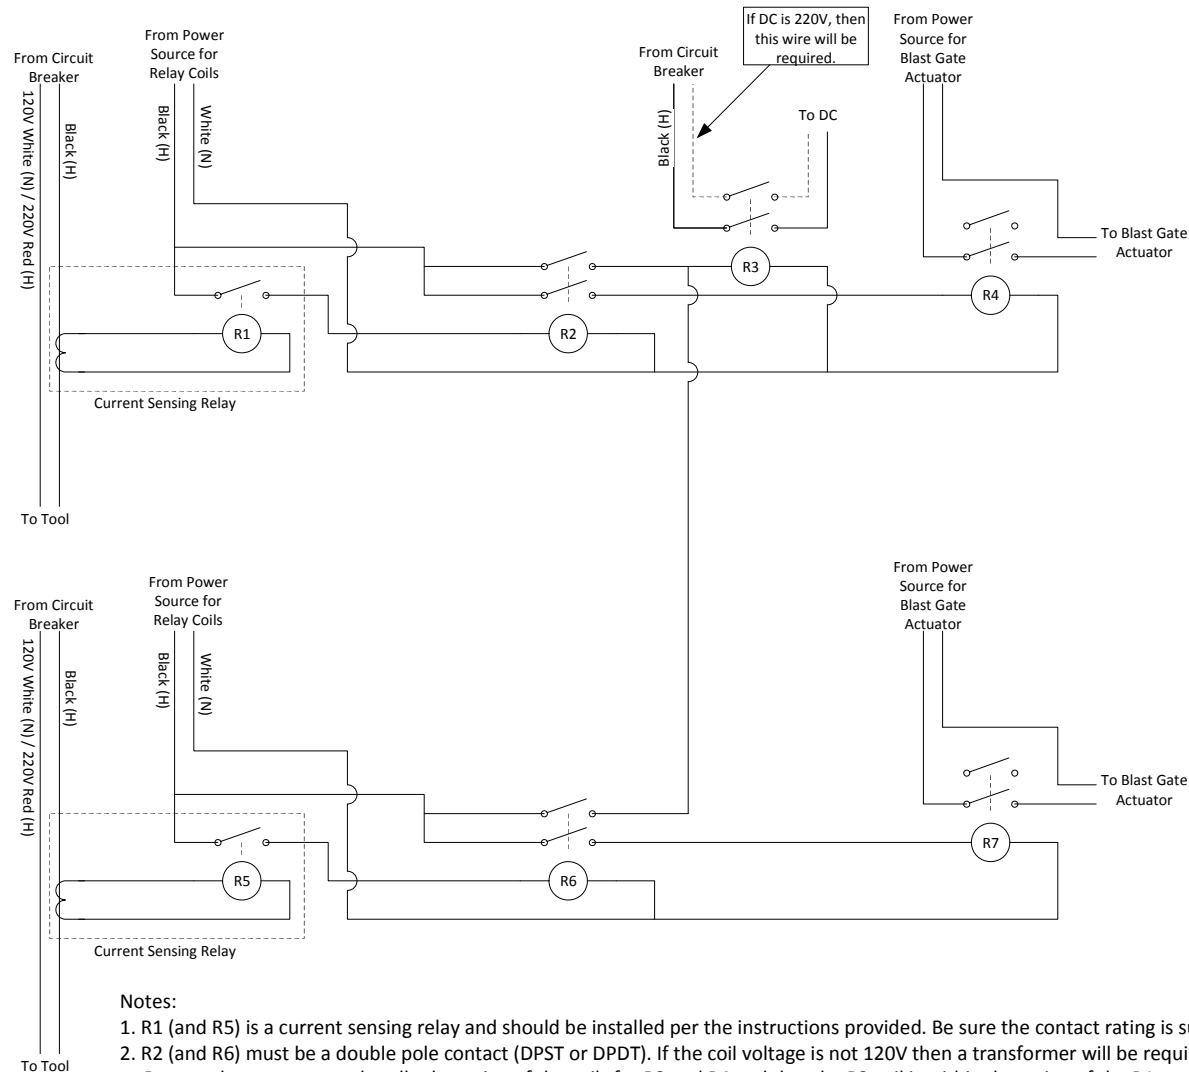 From Circuit
Breaker
From Power
Source for
Relay Coils
120V White (N) / 220V Red (H)
Black (H)
Black (H)
White (N)
If DC is 220V, then
this wire will be
required.
From Circuit
Breaker
Black (H)
To DC
From Power
Source for
Blast Gate
Actuator
To Blast Gate
Actuator
R3
R4
R1
R2
Current Sensing Relay
To Tool
From Circuit
Breaker
From Power
Source for
Relay Coils
120V White (N) / 220V Red (H)
Black (H)
Black (H)
White (N)
From Power
Source for
Blast Gate
Actuator
To Blast Gate
Actuator
R7
R5
R6
Current Sensing Relay
To Tool
Notes:
1. R1 (and R5) is a current sensing relay and should be installed per the instructions provided. Be sure the contact rating is
2. R2 (and R6) must be a double pole contact (DPST or DPDT). If the coil voltage is not 120V then a transformer will be